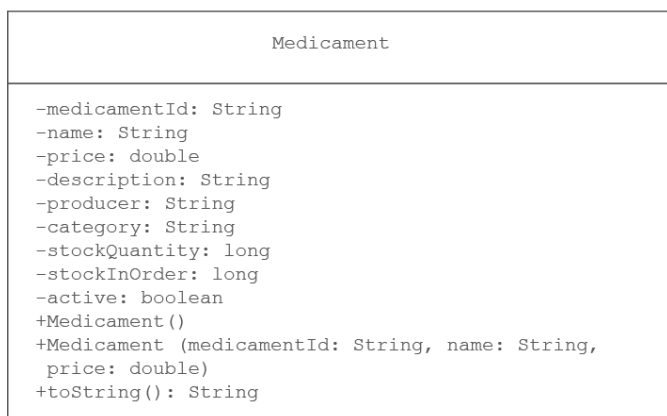 Medicament
-medicamentId: String
-name: String
-price: double
-description: String
-producer: String
-category: String
-stockQuantity: long
-stockInOrder: long
-active: boolean
+Medicament()
+Medicament (medicamentId: String, name: String,
price: double)
+toString(): String